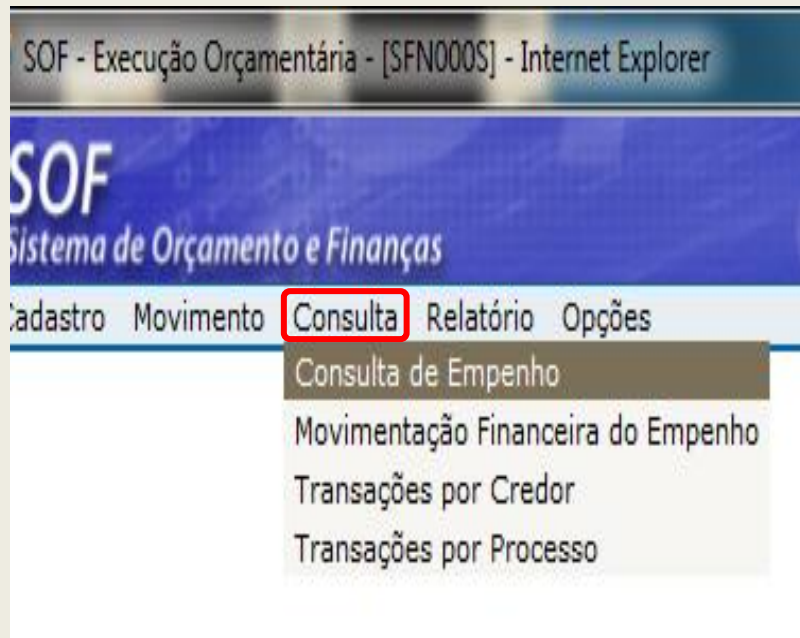 SOF - Execução Orçamentária - [SFN000S] - Internet Explorer
SOF
Sistema de Orçamento e Finanças
Cadastro Movimento Consulta Relatório Opções
Consulta de Empenho
Movimentação Financeira do Empenho
Transações por Credor
Transações por Processo